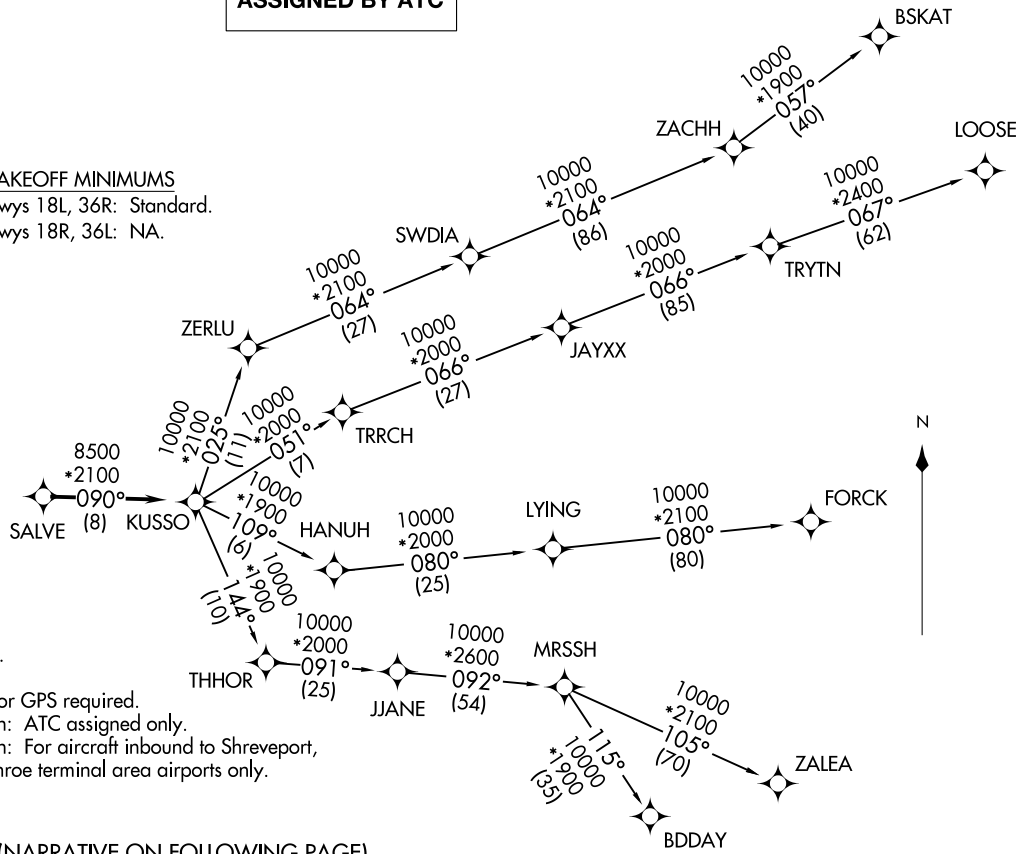 ASSIGNED BY ATC
BSKAT
10000
*1900
057°
(40)
ZACHH
LOOSE
AKEOFF MINIMUMS
wys 18L, 36R: Standard.
wys 18R, 36L: NA.
10000
*2100
064°
(86)
10000
*2400
067°
(62)
SWDIA
TRYTN
10000
*2100
064°
(27)
10000
*2000
066°
(85)
ZERLU
JAYXX
10000
*2000
066°
(27)
TRRCH
10000
*2100
025°
(11)
10000
*2000
051°
(7)
N
8500
*2100
090°
(8)
SALVE
KUSSO
10000
*1900
109°
(6)
HANUH
10000
*2000
080°
(25)
LYING
10000
*2100
080°
(80)
FORCK
10000
*1900
144°
(10)
THHOR
10000
*2000
091°
(25)
JJANE
10000
*2600
092°
(54)
MRSSH
10000
*2100
105°
(70)
ZALEA
115°
10000
*1900
(35)
BDDAY
.
or GPS required.
n: ATC assigned only.
n: For aircraft inbound to Shreveport,
nroe terminal area airports only.
(NARRATIVE ON FOLLOWING PAGE)